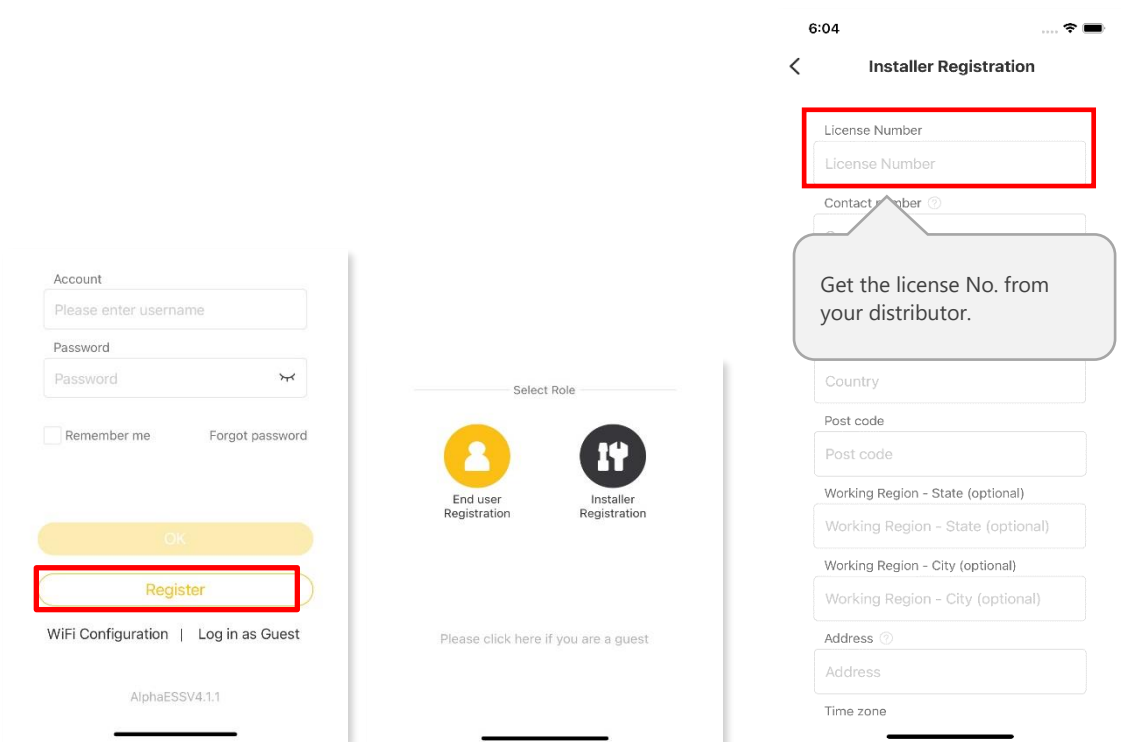 Account
Please enter username
Password
Password
Remember me
Forgot password
OK
Register
WiFi Configuration | Log in as Guest
AlphaESSV4.1.1
Select Role
End user
Registration
Installer
Registration
Please click here if you are a guest
6:04
Installer Registration
License Number
License Number
Contact number
Get the license No. from
your distributor.
Country
Post code
Post code
Working Region - State (optional)
Working Region - State (optional)
Working Region - City (optional)
Working Region - City (optional)
Address
Address
Time zone